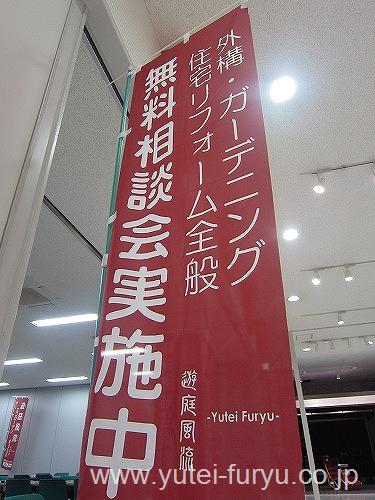 外構・ガーデニング
住宅リフォーム全般
無料相談会実施中
遊庭風流
-Yutei Furyu-
www.yutei-furyu.co.jp